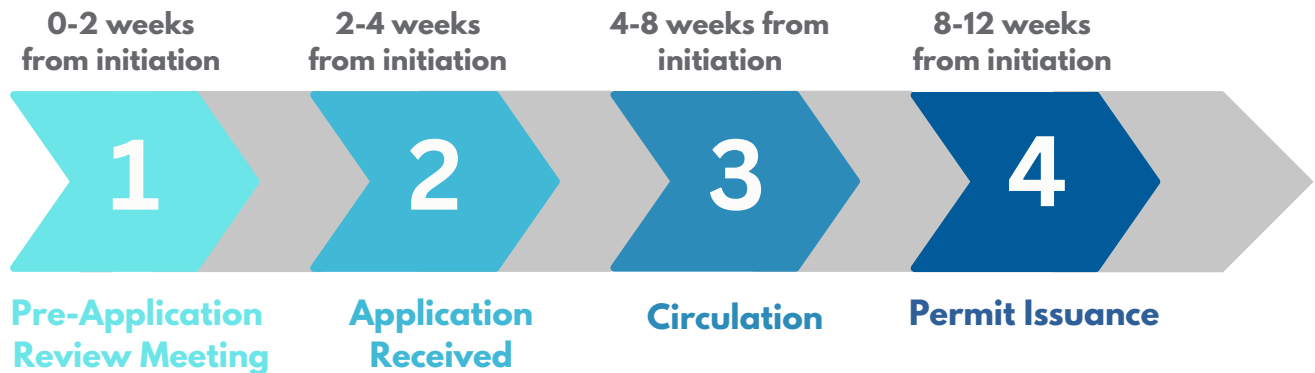 0-2 weeks
from initiation
2-4 weeks
from initiation
4-8 weeks from
initiation
8-12 weeks
from initiation
1
2
3
4
Pre-Application
Review Meeting
Application
Received
Circulation
Permit Issuance